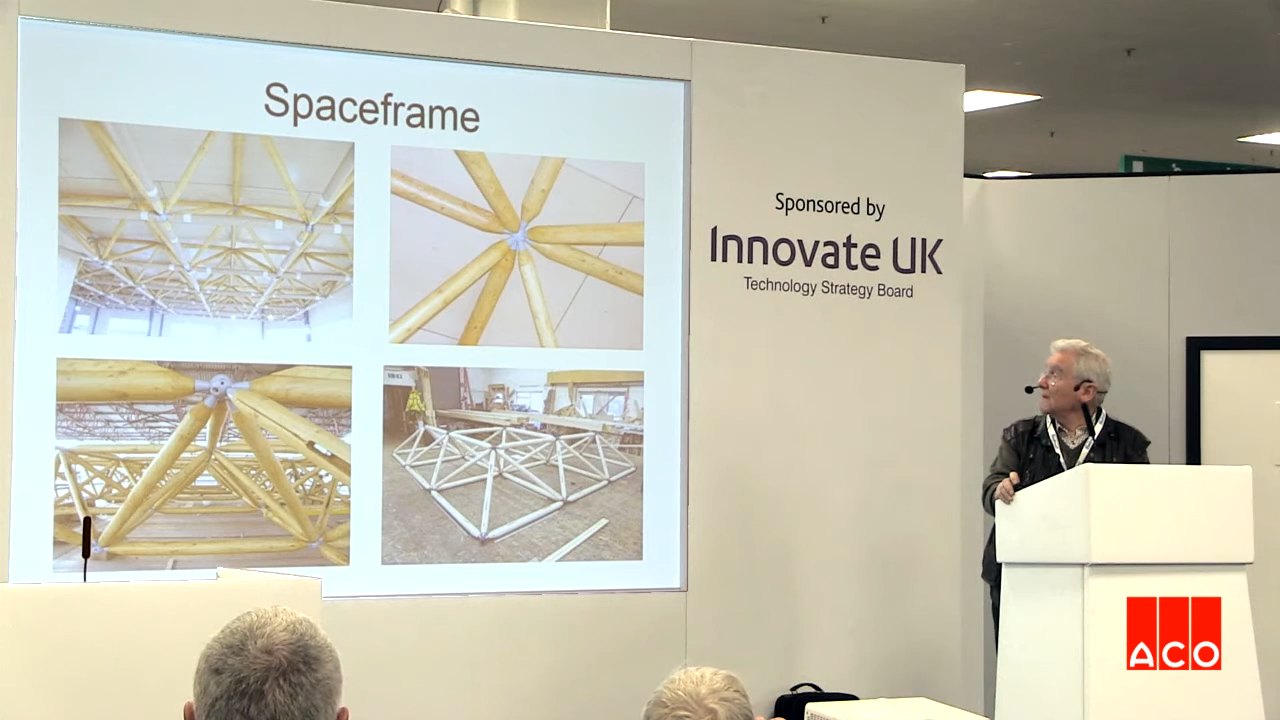 Spaceframe
Sponsored by
Innovate UK
Technology Strategy Board
ACO